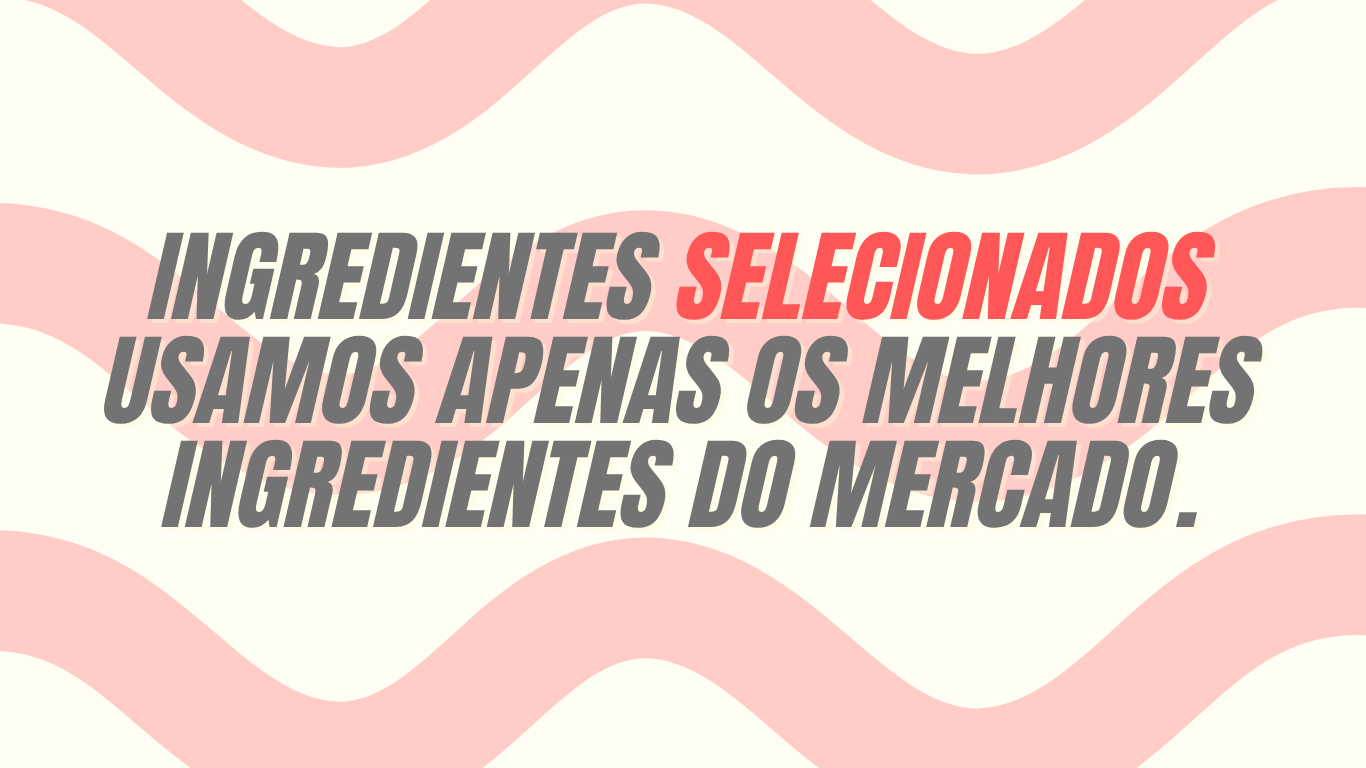 INGREDIENTES SELECIONADOS
USAMOS APENAS OS MELHORES
INGREDIENTES DO MERCADO.